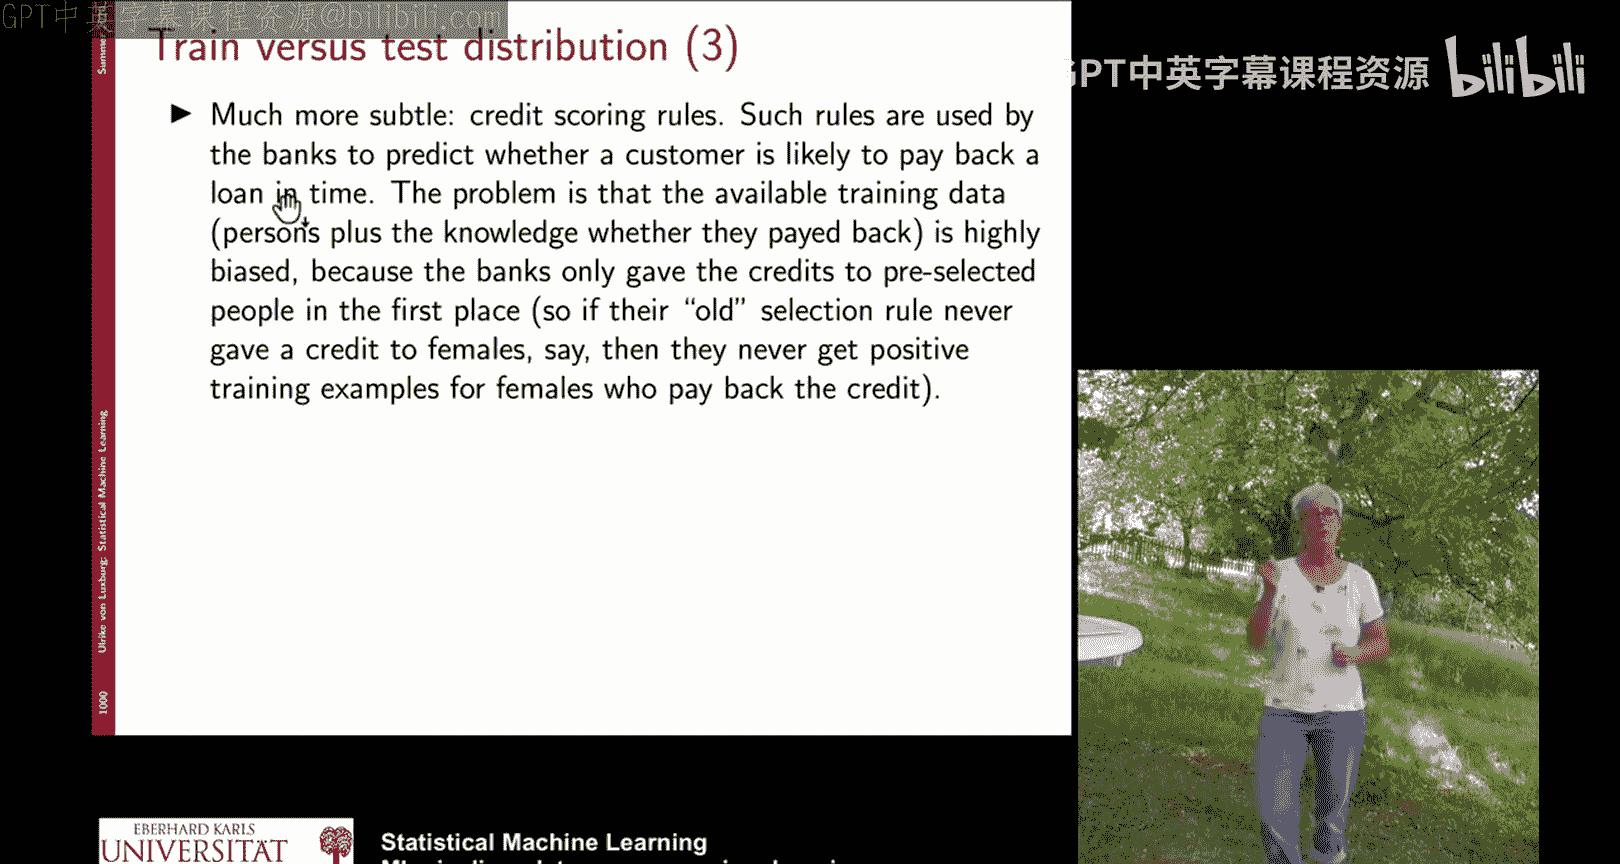 GPT中英字幕课程资源@bilibili.com
Train versus test distribution (3)
GPT中英字幕课程资源 bilibili
Much more subtle: credit scoring rules. Such rules are used by
the banks to predict whether a customer is likely to pay back a
loan in time. The problem is that the available training data
(persons plus the knowledge whether they payed back) is highly
biased, because the banks only gave the credits to pre-selected
people in the first place (so if their “old” selection rule never
gave a credit to females, say, then they never get positive
training examples for females who pay back the credit).
Ulrike von Luxburg: Statistical Machine Learning
1000
EBERHARD KARLS
UNIVERSITÄT
Statistical Machine Learning